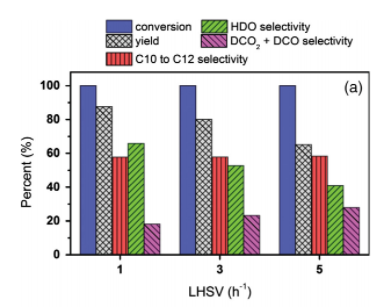 conversion
yield
C10 to C12 selectivity
HDO selectivity
DCO₂ + DCO selectivity
(a)
Percent (%)
100
80
60
40
20
0
1 3 5
LHSV (h⁻¹)